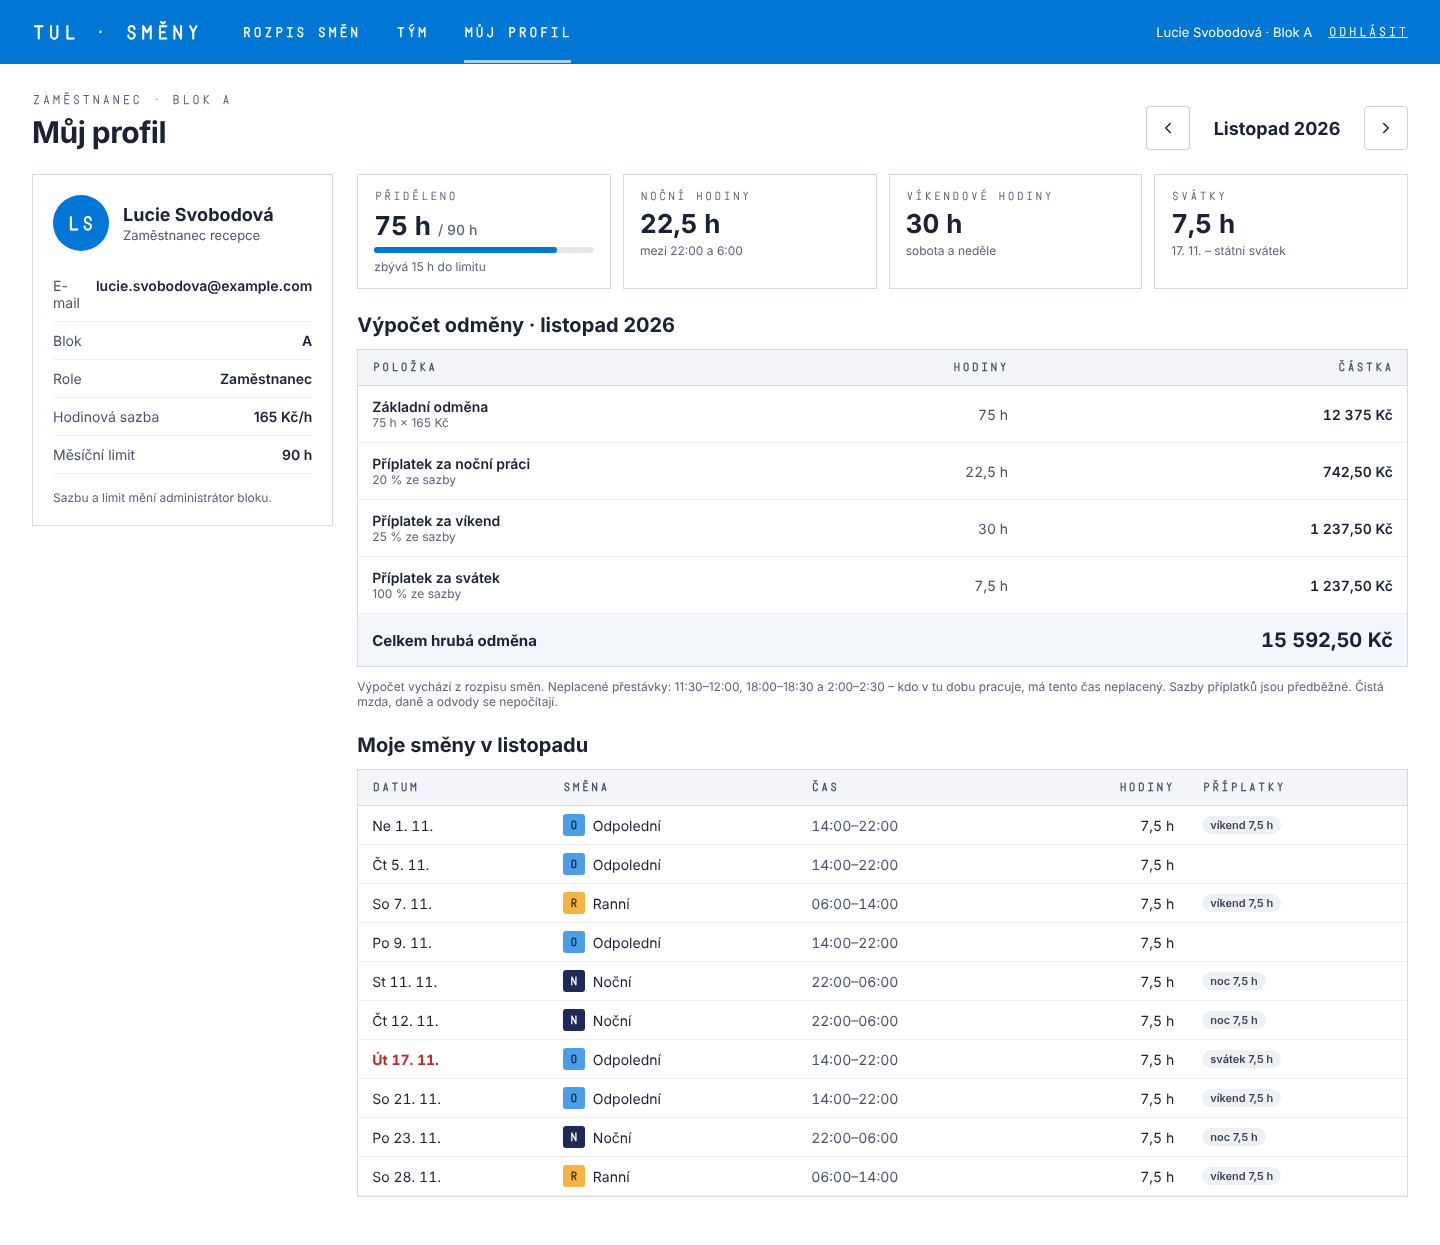 TUL · SMĚNY ROZPIS SMĚN TÝM MŮJ PROFIL Lucie Svobodová · Blok A ODHLÁSIT
ZAMĚSTNANEC · BLOK A
Můj profil
Listopad 2026
LS
Lucie Svobodová
Zaměstnanec recepce
E-
mail
lucie.svobodova@example.com
Blok A
Role Zaměstnanec
Hodinová sazba 165 Kč/h
Měsíční limit 90 h
Sazbu a limit mění administrátor bloku.
PŘIDĚLENO
75 h / 90 h
zbývá 15 h do limitu
NOČNÍ HODINY
22,5 h
mezi 22:00 a 6:00
VÍKENDOVÉ HODINY
30 h
sobota a neděle
SVÁTKY
7,5 h
17. 11. – státní svátek
Výpočet odměny · listopad 2026
POLOŽKA HODINY ČÁSTKA
Základní odměna
75 h × 165 Kč
75 h 12 375 Kč
Příplatek za noční práci
20 % ze sazby
22,5 h 742,50 Kč
Příplatek za víkend
25 % ze sazby
30 h 1 237,50 Kč
Příplatek za svátek
100 % ze sazby
7,5 h 1 237,50 Kč
Celkem hrubá odměna 15 592,50 Kč
Výpočet vychází z rozpisu směn. Neplacené přestávky: 11:30–12:00, 18:00–18:30 a 2:00–2:30 – kdo v tu dobu pracuje, má tento čas neplacený. Sazby příplatků jsou předběžné. Čistá
mzda, daně a odvody se nepočítají.
Moje směny v listopadu
DATUM SMĚNA ČAS HODINY PŘÍPLATKY
Ne 1. 11. O Odpolední 14:00–22:00 7,5 h víkend 7,5 h
Čt 5. 11. O Odpolední 14:00–22:00 7,5 h
So 7. 11. R Ranní 06:00–14:00 7,5 h víkend 7,5 h
Po 9. 11. O Odpolední 14:00–22:00 7,5 h
St 11. 11. N Noční 22:00–06:00 7,5 h noc 7,5 h
Čt 12. 11. N Noční 22:00–06:00 7,5 h noc 7,5 h
Út 17. 11. O Odpolední 14:00–22:00 7,5 h svátek 7,5 h
So 21. 11. O Odpolední 14:00–22:00 7,5 h víkend 7,5 h
Po 23. 11. N Noční 22:00–06:00 7,5 h noc 7,5 h
So 28. 11. R Ranní 06:00–14:00 7,5 h víkend 7,5 h